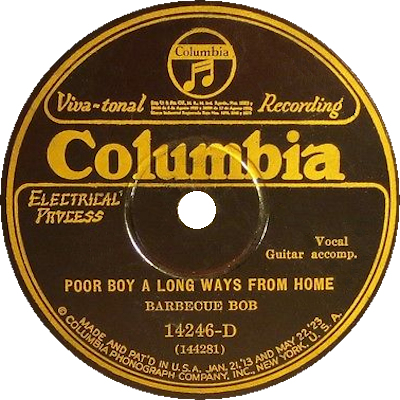 Columbia
Viva-tonal Recording
Columbia
ELECTRICAL
PROCESS
Vocal
Guitar accomp.
POOR BOY A LONG WAYS FROM HOME
BARBECUE BOB
14246-D
(144281)
MADE AND PAT'D IN U.S.A. JAN. 21,'13 AND MAY 22,'23
© COLUMBIA PHONOGRAPH COMPANY, INC., NEW YORK, U.S.A.